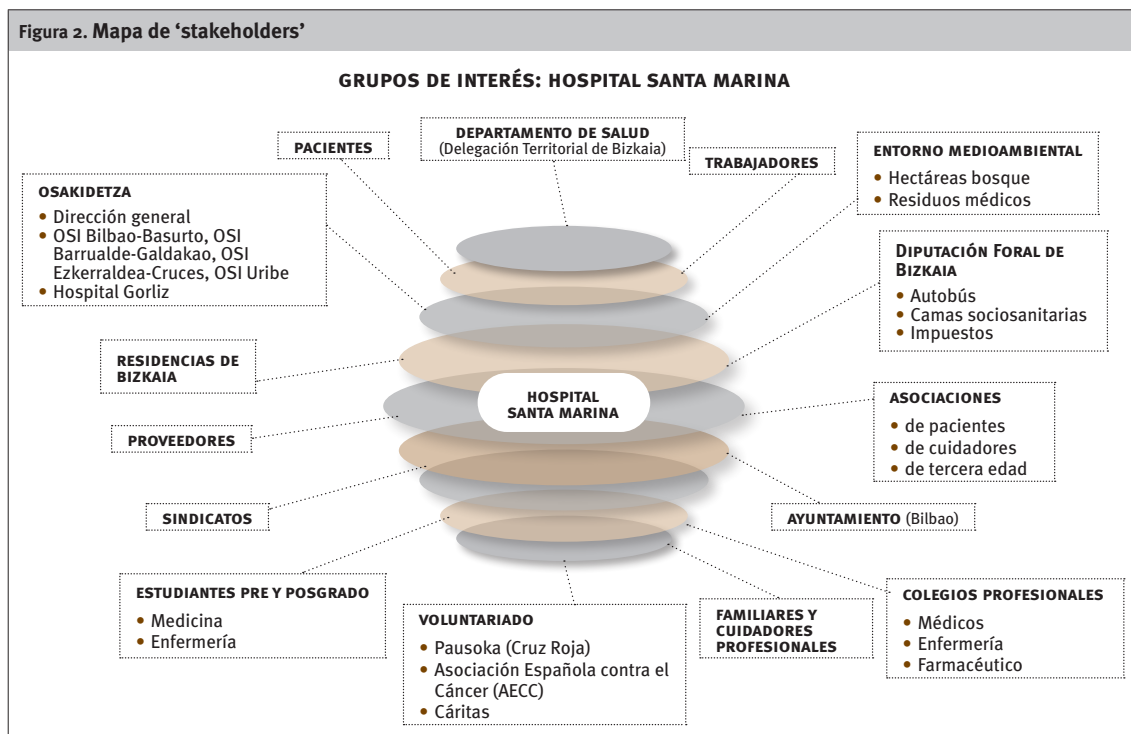 Figura 2. Mapa de ‘stakeholders’
GRUPOS DE INTERÉS: HOSPITAL SANTA MARINA
DEPARTAMENTO DE SALUD
(Delegación Territorial de Bizkaia)
PACIENTES
TRABAJADORES
ENTORNO MEDIOAMBIENTAL
• Hectáreas bosque
• Residuos médicos
OSAKIDETZA
• Dirección general
• OSI Bilbao-Basurto, OSI
Barrualde-Galdakao, OSI
Ezkerraldea-Cruces, OSI Uribe
• Hospital Gorliz
DIPUTACIÓN FORAL DE
BIZKAIA
• Autobús
• Camas sociosanitarias
• Impuestos
RESIDENCIAS DE
BIZKAIA
HOSPITAL
SANTA MARINA
ASOCIACIONES
• de pacientes
• de cuidadores
• de tercera edad
PROVEEDORES
SINDICATOS
AYUNTAMIENTO (Bilbao)
ESTUDIANTES PRE Y POSGRADO
• Medicina
• Enfermería
VOLUNTARIADO
• Pausoka (Cruz Roja)
• Asociación Española contra el
Cáncer (AECC)
• Cáritas
FAMILIARES Y
CUIDADORES
PROFESIONALES
COLEGIOS PROFESIONALES
• Médicos
• Enfermería
• Farmacéutico